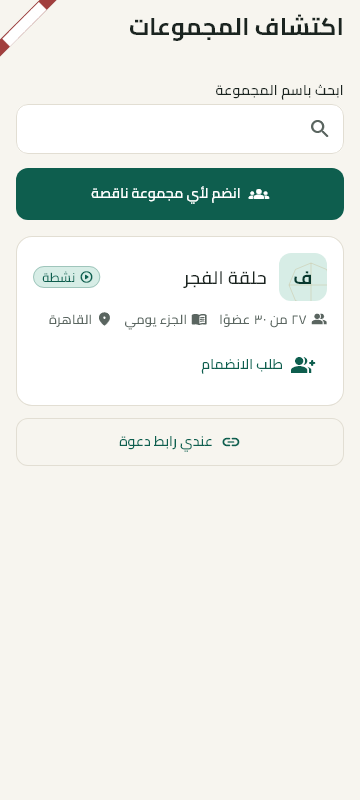 اكتشاف المجموعات
ابحث باسم المجموعة
انضم لأي مجموعة ناقصة
ف
حلقة الفجر
نشطة
٢٧ من ٣٠ عضوًا
الجزء يومي
القاهرة
طلب الانضمام
عندي رابط دعوة